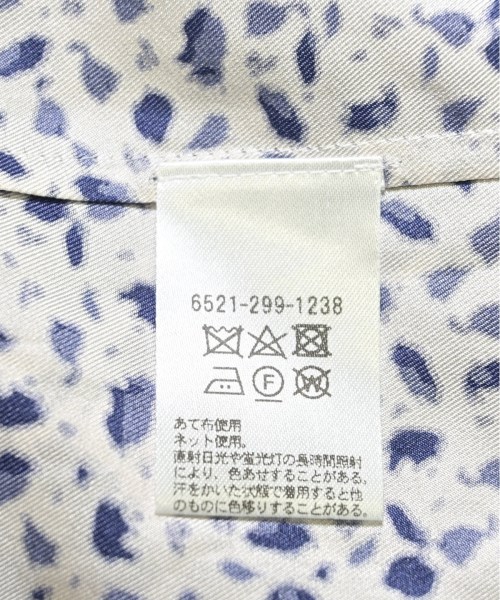 6521-299-1238
F W
あて布使用
ネット使用。
直射日光や蛍光灯の長時間照射
により、色あせすることがある。
汗をかいた状態で着用すると他
のものに色移りすることがある。